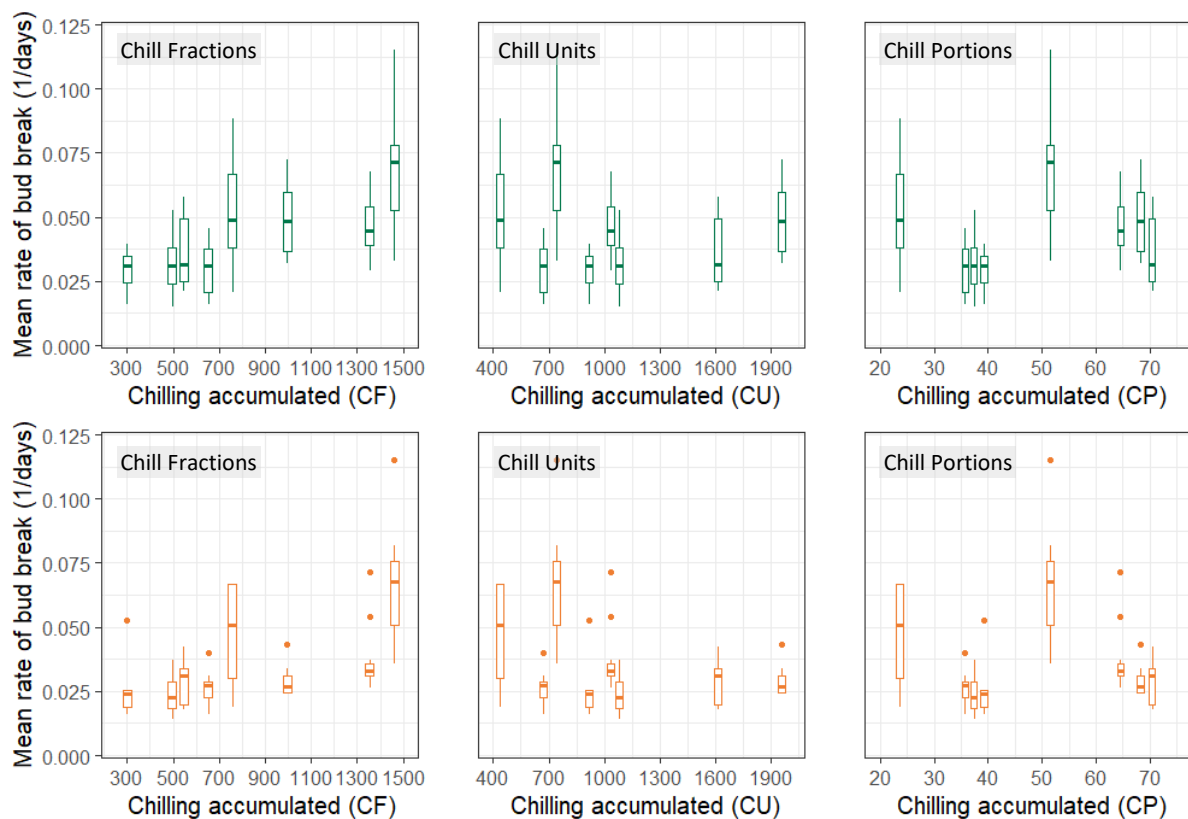 Mean rate of bud break (1/days)
0.125
0.100
0.075
0.050
0.025
0.000
Chill Fractions
300 500 700 900 1100 1300 1500
Chilling accumulated (CF)
Chill Units
400 700 1000 1300 1600 1900
Chilling accumulated (CU)
Chill Portions
20 30 40 50 60 70
Chilling accumulated (CP)
Mean rate of bud break (1/days)
0.125
0.100
0.075
0.050
0.025
0.000
Chill Fractions
300 500 700 900 1100 1300 1500
Chilling accumulated (CF)
Chill Units
400 700 1000 1300 1600 1900
Chilling accumulated (CU)
Chill Portions
20 30 40 50 60 70
Chilling accumulated (CP)